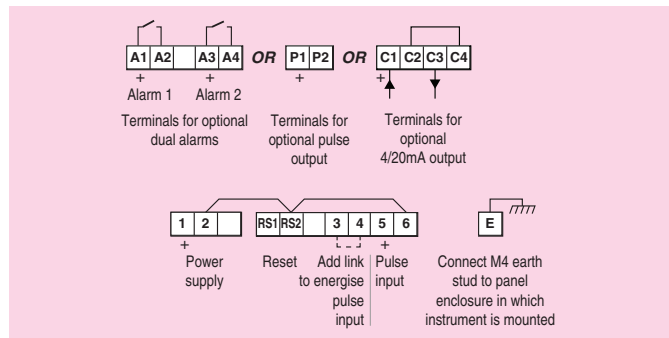 A1 A2 A3 A4 OR P1 P2 OR C1 C2 C3 C4
+ + + +
Alarm 1 Alarm 2
Terminals for optional
dual alarms
Terminals for
optional pulse
output
Terminals for
optional
4/20mA output
1 2 RS1 RS2 3 4 5 6 E
+ +
Power
supply
Reset
Add link
to energise
pulse
input
Pulse
input
Connect M4 earth
stud to panel
enclosure in which
instrument is mounted